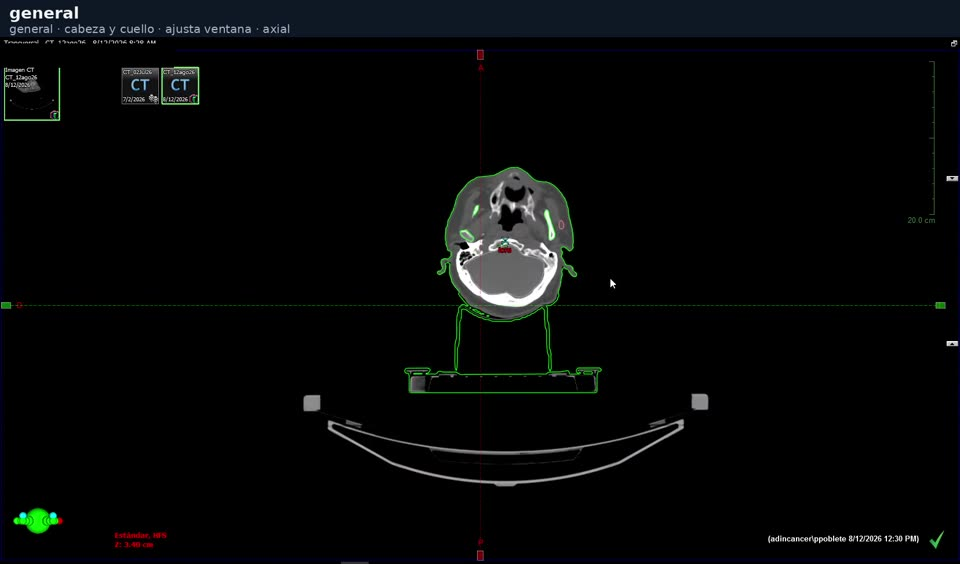 general
general · cabeza y cuello · ajusta ventana · axial
Transversal - CT_12ago26 - 8/12/2026 8:28 AM
Imagen CT
CT_12ago26
8/12/2026
CT
7/2/2026
CT_12ago26
CT
8/12/2026
20.0 cm
Estándar, HFS
Z: 3.40 cm
(adincancer\ppoblete 8/12/2026 12:30 PM)